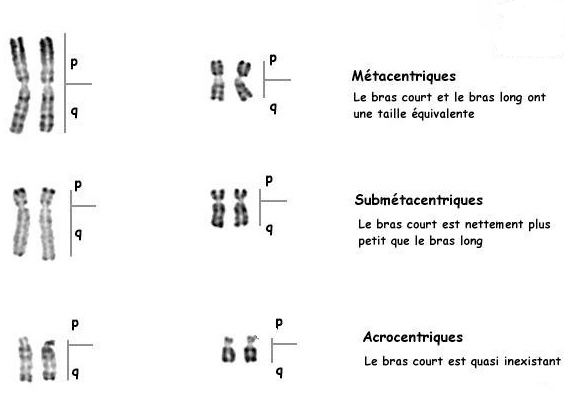 p
q
p
q
Métacentriques
Le bras court et le bras long ont
une taille équivalente
p
q
p
q
Submétacentriques
Le bras court est nettement plus
petit que le bras long
p
q
p
q
Acrocentriques
Le bras court est quasi inexistant